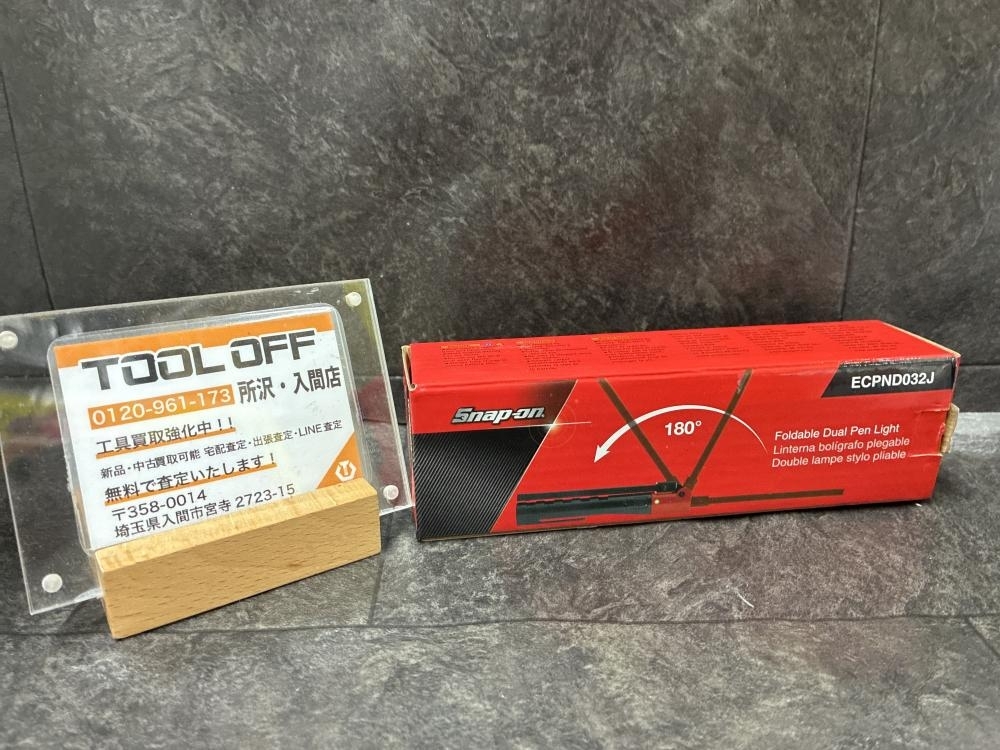 TOOL OFF
0120-961-173 所沢・入間店
工具買取強化中！！
新品・中古買取可能 宅配査定・出張査定・LINE査定
無料で査定いたします！
〒358-0014
埼玉県入間市宮寺 2723-15
Snap-on
ECPND032J
180°
Foldable Dual Pen Light
Linterna bolígrafo plegable
Double lampe stylo pliable